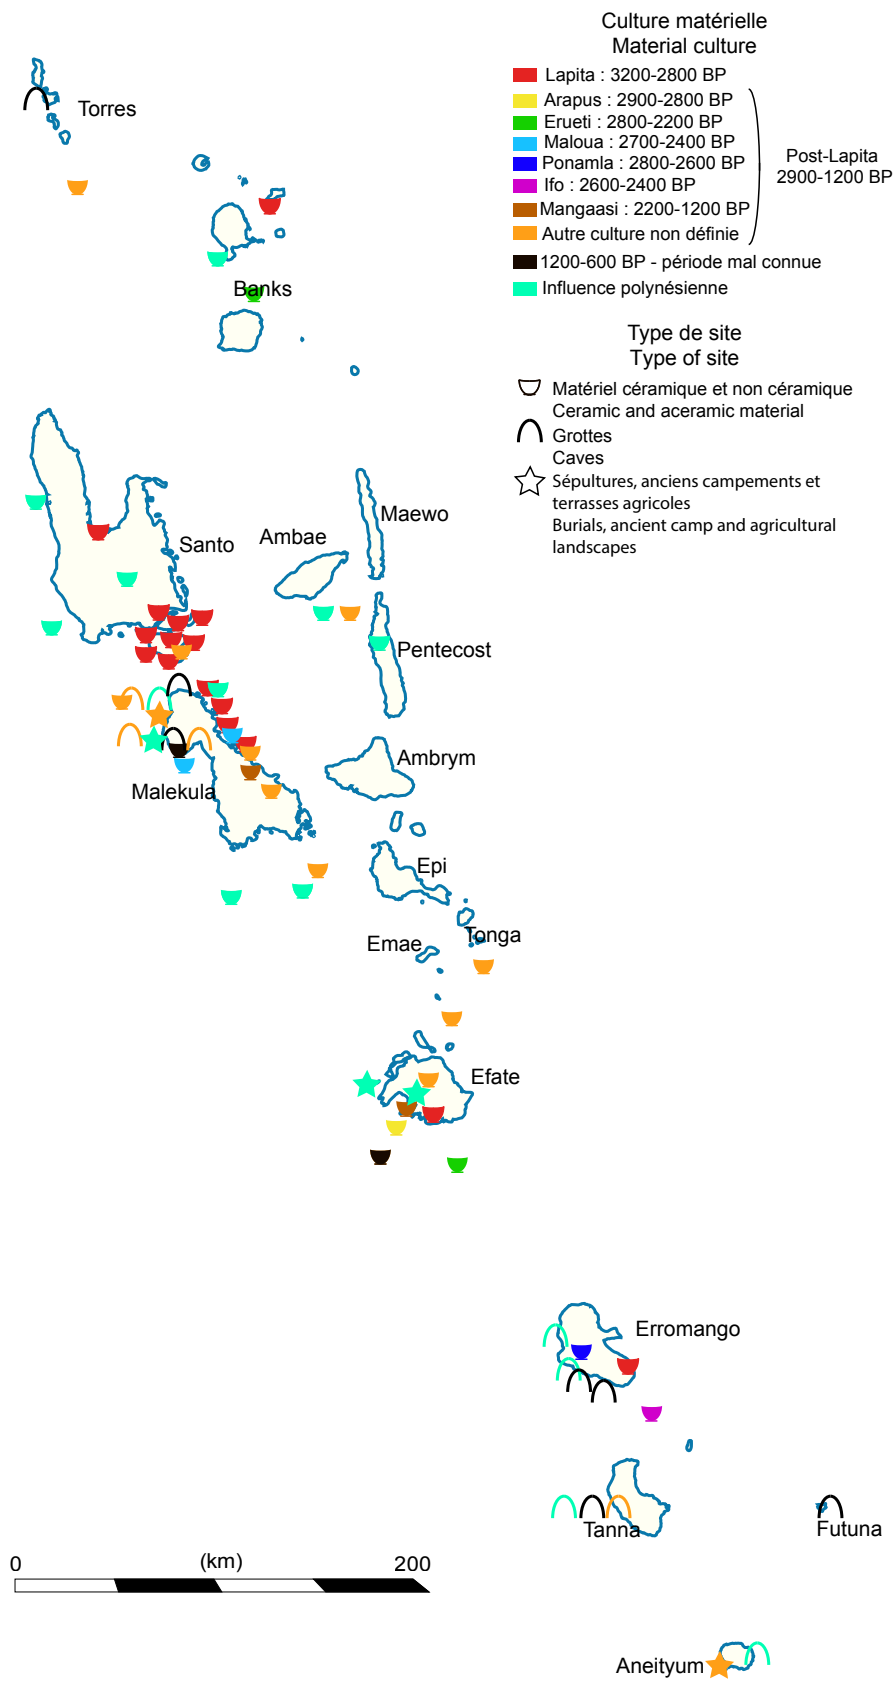 Culture matérielle
Material culture
Lapita : 3200-2800 BP
Arapus : 2900-2800 BP
Erueti : 2800-2200 BP
Maloua : 2700-2400 BP
Ponamla : 2800-2600 BP
Ifo : 2600-2400 BP
Mangaasi : 2200-1200 BP
Autre culture non définie
Post-Lapita
2900-1200 BP
1200-600 BP - période mal connue
Influence polynésienne
Type de site
Type of site
Matériel céramique et non céramique
Ceramic and aceramic material
Grottes
Caves
Sépultures, anciens campements et
terrasses agricoles
Burials, ancient camp and agricultural
landscapes
Torres
Banks
Maewo
Santo
Ambae
Pentecost
Ambrym
Malekula
Epi
Tonga
Emae
Efate
Erromango
Tanna
Futuna
0 (km) 200
Aneityum